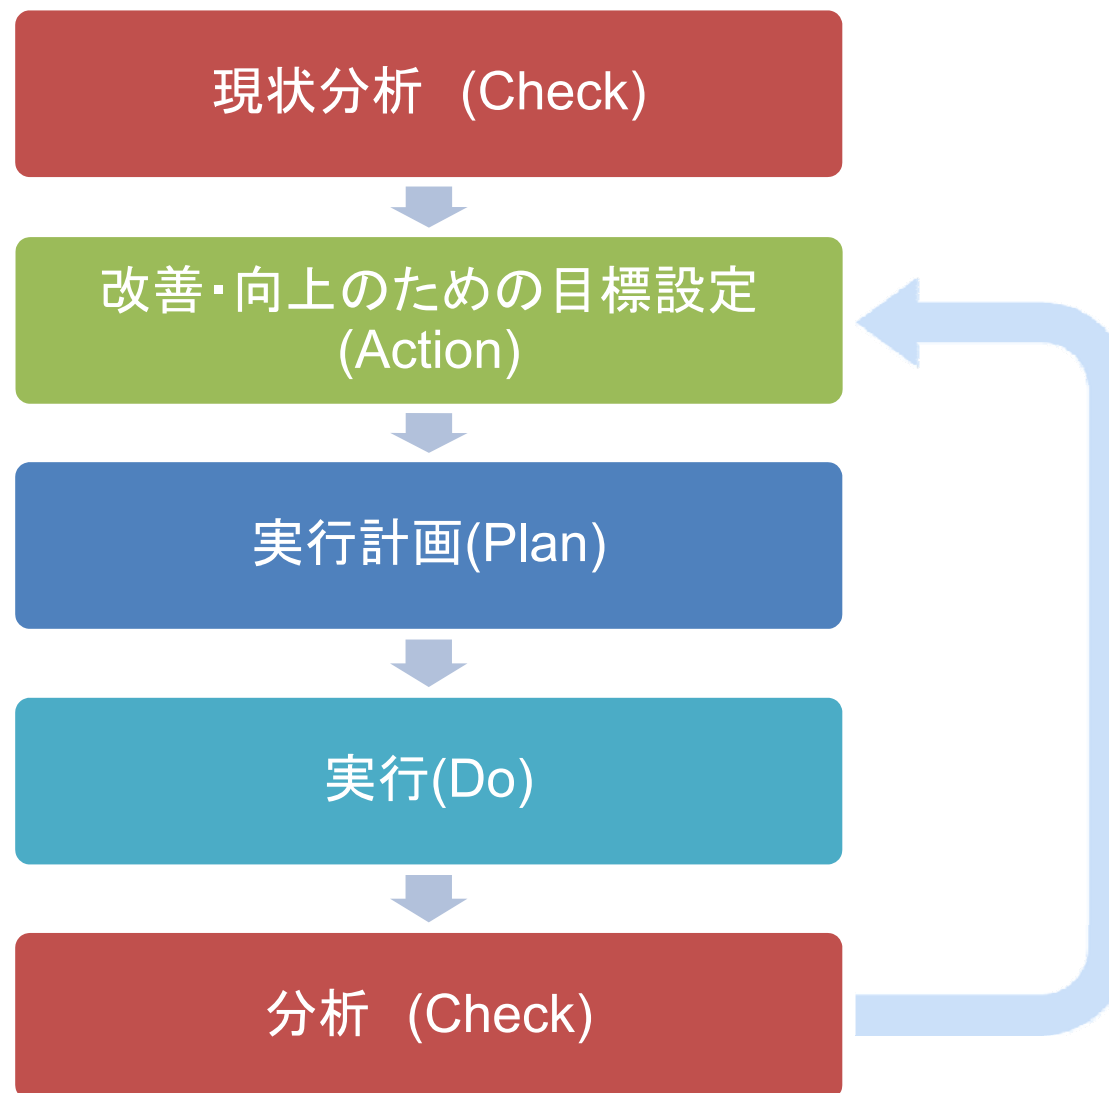 現状分析　(Check)
改善・向上のための目標設定
(Action)
実行計画(Plan)
実行(Do)
分析　(Check)